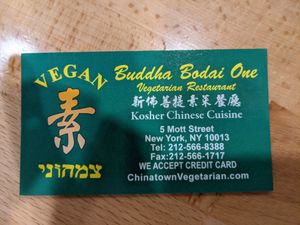 VEGAN
素
צמחוני
Buddha Bodai One
Vegetarian Restaurant
新佛菩提素菜餐廳
Kosher Chinese Cuisine
5 Mott Street
New York, NY 10013
Tel:212-566-8388
Fax:212-566-1717
WE ACCEPT CREDIT CARD
ChinatownVegetarian.com